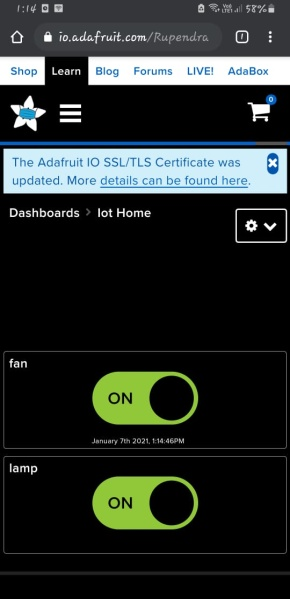 1:14 58%
io.adafruit.com/Rupendra
Shop Learn Blog Forums LIVE! AdaBox
0
The Adafruit IO SSL/TLS Certificate was
updated. More details can be found here.
Dashboards > Iot Home
fan
ON
January 7th 2021, 1:14:46PM
lamp
ON